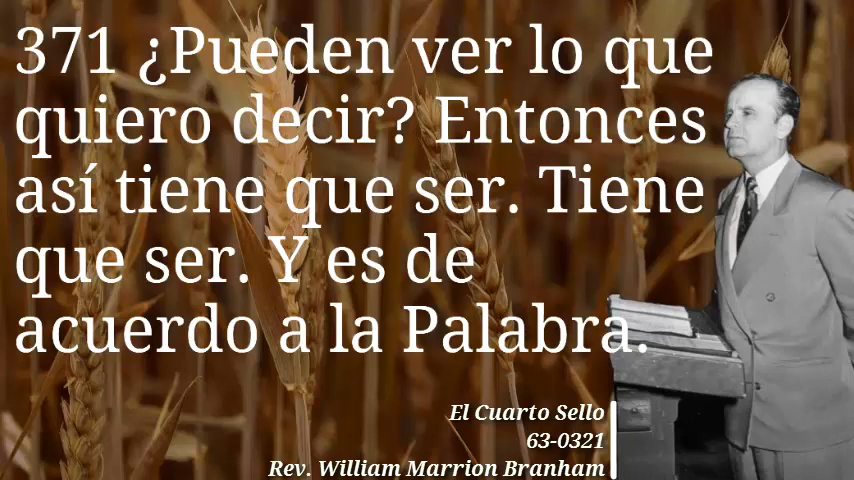 371 ¿Pueden ver lo que
quiero decir? Entonces
así tiene que ser. Tiene
que ser. Y es de
acuerdo a la Palabra.
El Cuarto Sello
63-0321
Rev. William Marrion Branham